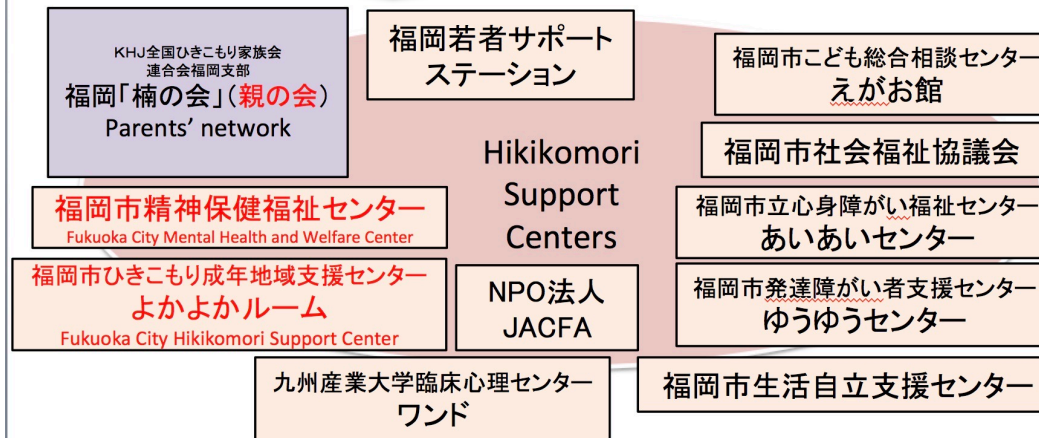 KHJ全国ひきこもり家族会
連合会福岡支部
福岡「楠の会」(親の会)
Parents' network
福岡若者サポート
ステーション
福岡市こども総合相談センター
えがお館
Hikikomori
Support
Centers
福岡市社会福祉協議会
福岡市精神保健福祉センター
Fukuoka City Mental Health and Welfare Center
福岡市立心身障がい福祉センター
あいあいセンター
福岡市ひきこもり成年地域支援センター
よかよかルーム
Fukuoka City Hikikomori Support Center
NPO法人
JACFA
福岡市発達障がい者支援センター
ゆうゆうセンター
九州産業大学臨床心理センター
ワンド
福岡市生活自立支援センター